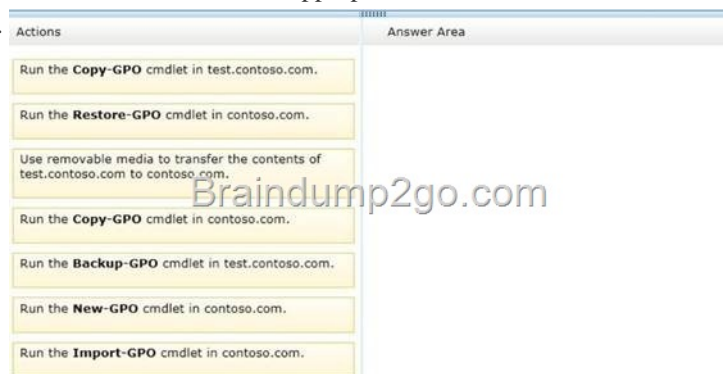 Actions
Answer Area
Run the Copy-GPO cmdlet in test.contoso.com.
Run the Restore-GPO cmdlet in contoso.com.
Use removable media to transfer the contents of
test.contoso.com to contoso.com.
Braindump2go.com
Run the Copy-GPO cmdlet in contoso.com.
Run the Backup-GPO cmdlet in test.contoso.com.
Run the New-GPO cmdlet in contoso.com.
Run the Import-GPO cmdlet in contoso.com.